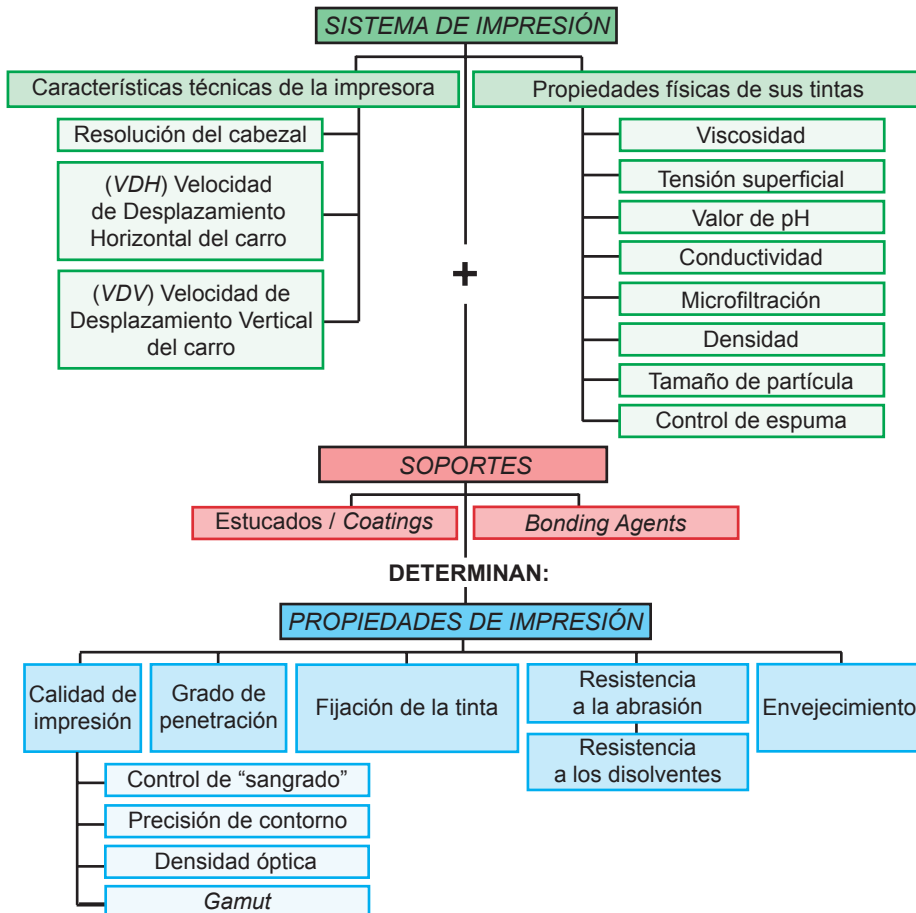 SISTEMA DE IMPRESIÓN
Características técnicas de la impresora
Resolución del cabezal
(VDH) Velocidad
de Desplazamiento
Horizontal del carro
(VDV) Velocidad de
Desplazamiento Vertical
del carro
Propiedades físicas de sus tintas
Viscosidad
Tensión superficial
Valor de pH
Conductividad
Microfiltración
Densidad
Tamaño de partícula
Control de espuma
+
SOPORTES
Estucados / Coatings
Bonding Agents
DETERMINAN:
PROPIEDADES DE IMPRESIÓN
Calidad de
impresión
Control de “sangrado”
Precisión de contorno
Densidad óptica
Gamut
Grado de
penetración
Fijación de la tinta
Resistencia
a la abrasión
Resistencia
a los disolventes
Envejecimiento